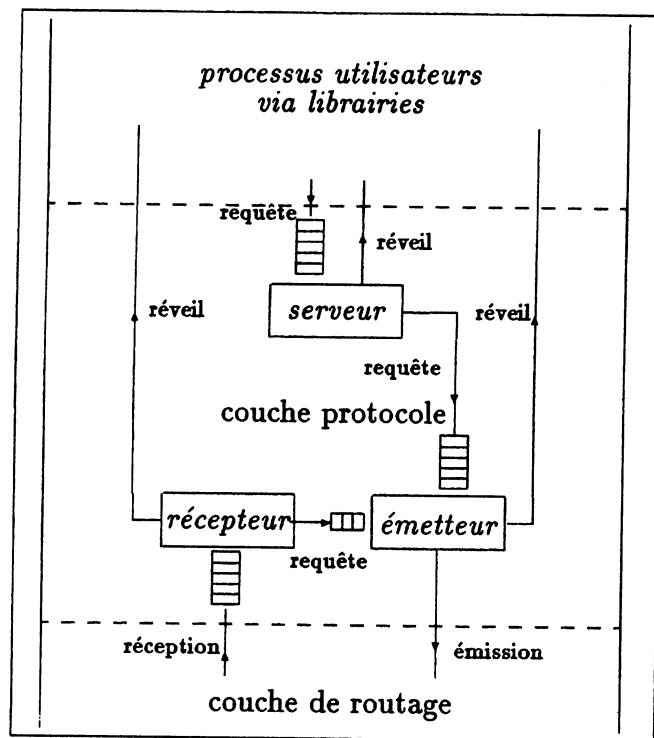 processus utilisateurs
via librairies
requête
réveil
serveur
réveil
réveil
requête
couche protocole
récepteur
émetteur
requête
réception
émission
couche de routage